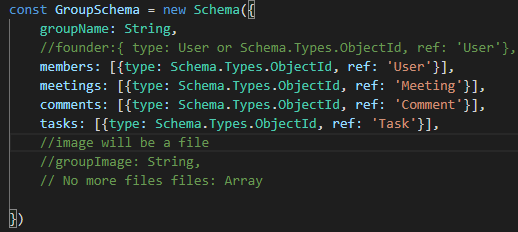 const GroupSchema = new Schema({
groupName: String,
//founder:{ type: User or Schema.Types.ObjectId, ref: 'User'},
members: [{type: Schema.Types.ObjectId, ref: 'User'}],
meetings: [{type: Schema.Types.ObjectId, ref: 'Meeting'}],
comments: [{type: Schema.Types.ObjectId, ref: 'Comment'}],
tasks: [{type: Schema.Types.ObjectId, ref: 'Task'}],
//image will be a file
//groupImage: String,
// No more files files: Array
})